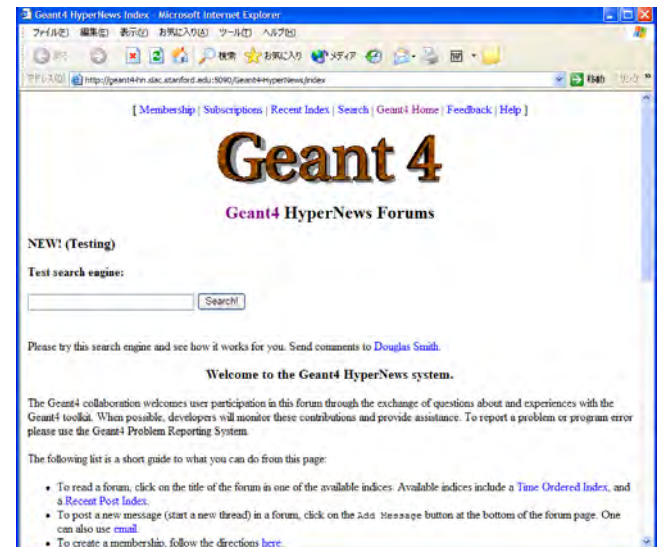 Geant4 HyperNews Index - Microsoft Internet Explorer
ファイル(E) 編集(E) 表示(V) お気に入り(A) ツール(T) ヘルプ(H)
検索 お気に入り メディア
http://geant4-hn.slac.stanford.edu:5090/Geant4-HyperNews/index 移動
[ Membership | Subscriptions | Recent Index | Search | Geant4 Home | Feedback | Help ]
Geant 4
Geant4 HyperNews Forums
NEW! (Testing)
Test search engine:
Search!
Please try this search engine and see how it works for you. Send comments to Douglas Smith.
Welcome to the Geant4 HyperNews system.
The Geant4 collaboration welcomes user participation in this forum through the exchange of questions about and experiences with the
Geant4 toolkit. When possible, developers will monitor these contributions and provide assistance. To report a problem or program error
please use the Geant4 Problem Reporting System.
The following list is a short guide to what you can do from this page:
• To read a forum, click on the title of the forum in one of the available indices. Available indices include a Time Ordered Index, and
a Recent Post Index.
• To post a new message (start a new thread) in a forum, click on the Add Message button at the bottom of the forum page. One
can also use email.
• To create a membership, follow the directions here.